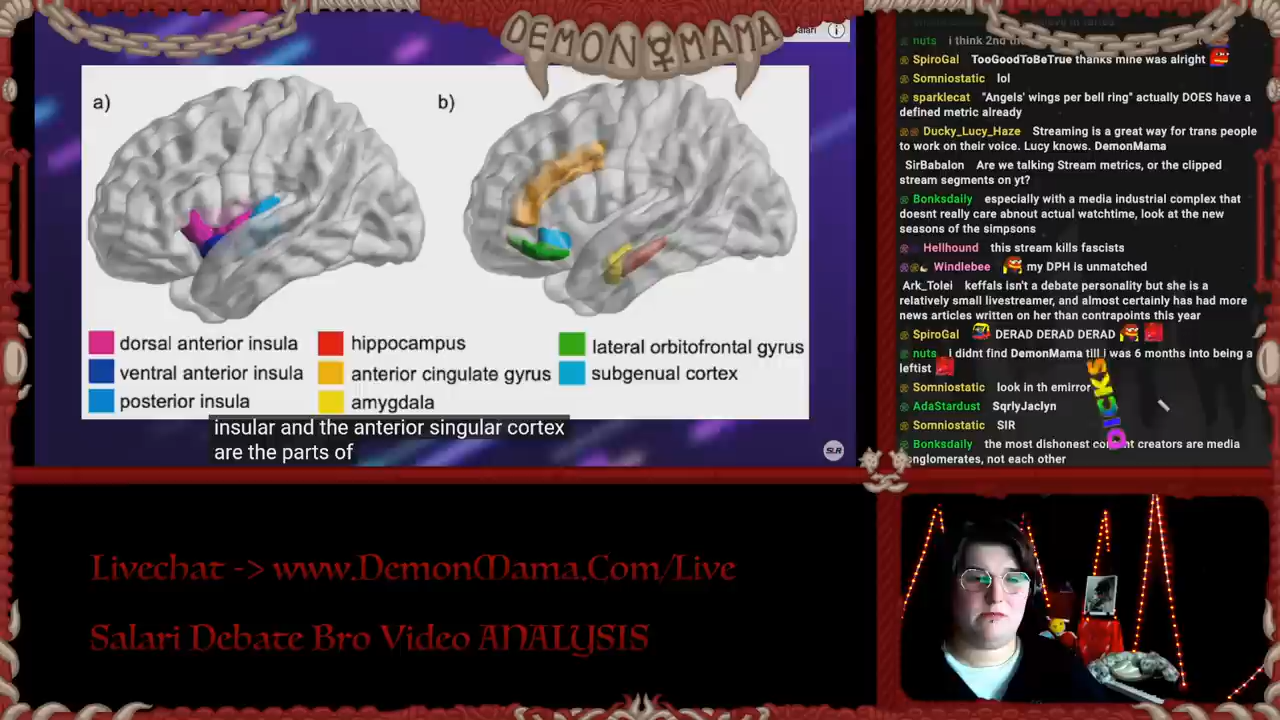 DEMON MAMA
alari
a)
b)
dorsal anterior insula
hippocampus
lateral orbitofrontal gyrus
ventral anterior insula
anterior cingulate gyrus
subgenual cortex
posterior insula
amygdala
insular and the anterior singular cortex
are the parts of
SLR
Livechat -> www.DemonMama.Com/Live
Salari Debate Bro Video ANALYSIS
nuts i think 2nd
SpiroGal TooGoodToBeTrue thanks mine was alright
Somniostatic lol
sparklecat "Angels' wings per bell ring" actually DOES have a
defined metric already
Ducky_Lucy_Haze Streaming is a great way for trans people
to work on their voice. Lucy knows. DemonMama
SirBabalon Are we talking Stream metrics, or the clipped
stream segments on yt?
Bonksdaily especially with a media industrial complex that
doesnt really care abnout actual watchtime, look at the new
seasons of the simpsons
Hellhound this stream kills fascists
Windlebee my DPH is unmatched
Ark_Tolei keffals isn't a debate personality but she is a
relatively small livestreamer, and almost certainly has had more
news articles written on her than contrapoints this year
SpiroGal DERAD DERAD DERAD
nuts i didnt find DemonMama till i was 6 months into being a
leftist
Somniostatic look in th emirror
AdaStardust SqrlyJaclyn
Somniostatic SIR
Bonksdaily the most dishonest creators are media
conglomerates, not each other
DICKS